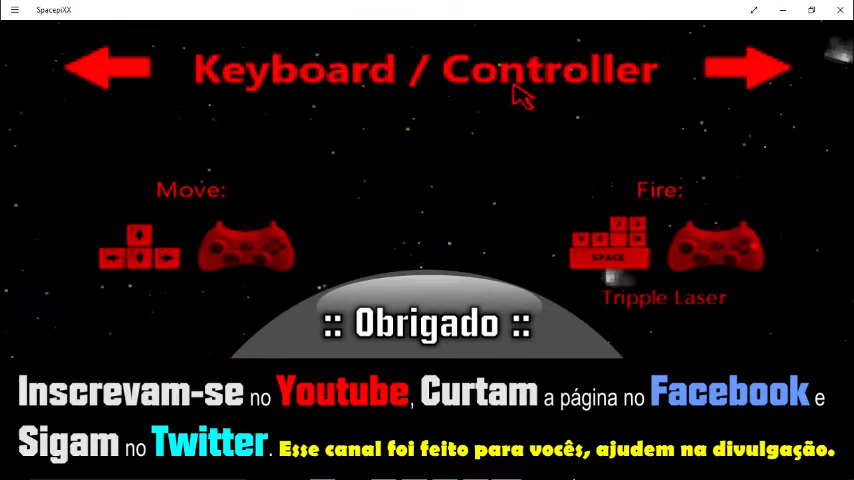 SpacepiXX
Keyboard / Controller
Move:
Fire:
SPACE
Tripple Laser
:: Obrigado ::
Inscrevam-se no Youtube, Curtam a página no Facebook e
Sigam no Twitter. Esse canal foi feito para vocês, ajudem na divulgação.